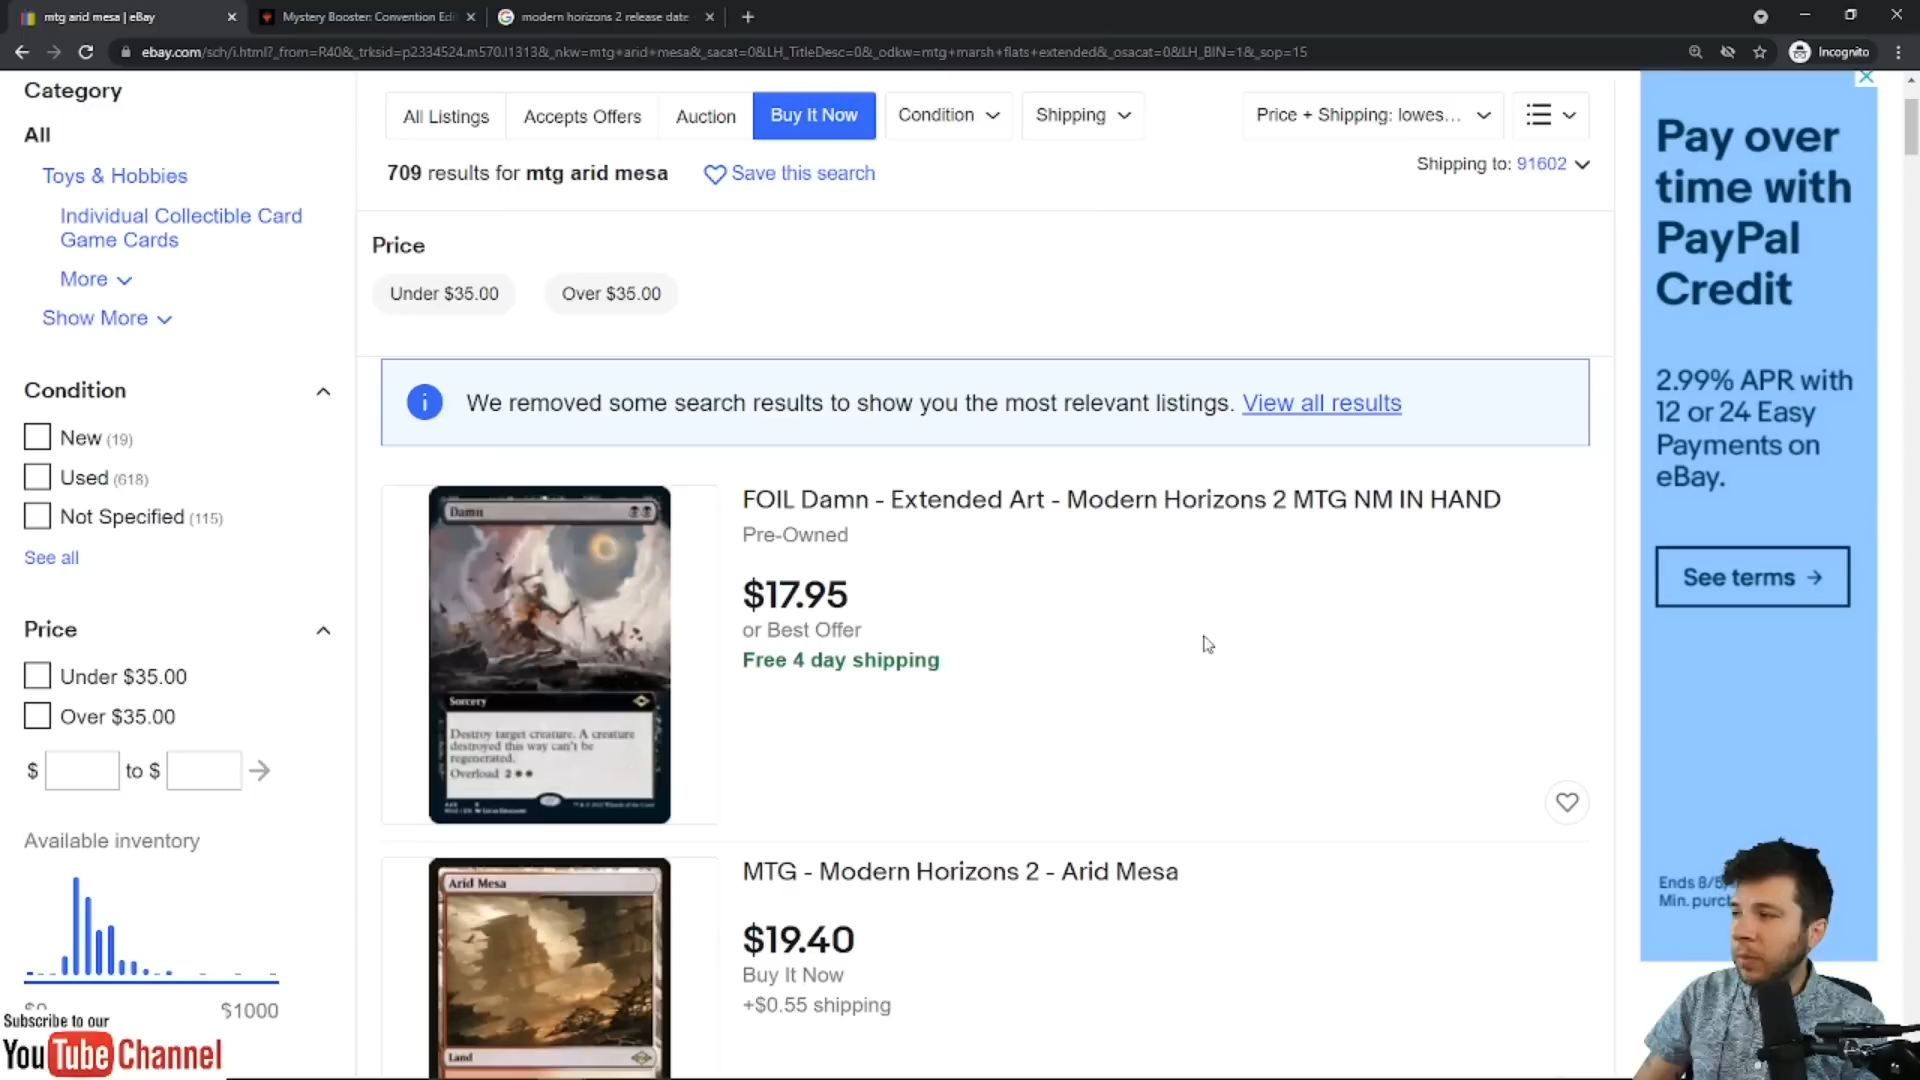 mtg arid mesa | eBay
Mystery Booster: Convention Edi
modern horizons 2 release date
ebay.com/sch/i.html?_from=R40&_trksid=p2334524.m570.l1313&_nkw=mtg+arid+mesa&_sacat=0&LH_TitleDesc=0&_odkw=mtg+marsh+flats+extended&_osacat=0&LH_BIN=1&_sop=15
Incognito
Category
All
Toys & Hobbies
Individual Collectible Card
Game Cards
More
Show More
Condition
New (19)
Used (618)
Not Specified (115)
See all
Price
Under $35.00
Over $35.00
$ to $
Available inventory
$1000
Subscribe to our
YouTube Channel
All Listings
Accepts Offers
Auction
Buy It Now
Condition
Shipping
Price + Shipping: lowes...
709 results for mtg arid mesa
Save this search
Shipping to: 91602
Price
Under $35.00
Over $35.00
We removed some search results to show you the most relevant listings. View all results
Damn
Sorcery
Destroy target creature. A creature
destroyed this way can't be
regenerated.
Overload 2
FOIL Damn - Extended Art - Modern Horizons 2 MTG NM IN HAND
Pre-Owned
$17.95
or Best Offer
Free 4 day shipping
Arid Mesa
Land
MTG - Modern Horizons 2 - Arid Mesa
$19.40
Buy It Now
+$0.55 shipping
Pay over
time with
PayPal
Credit
2.99% APR with
12 or 24 Easy
Payments on
eBay.
See terms
Ends 8/5/
Min. purc